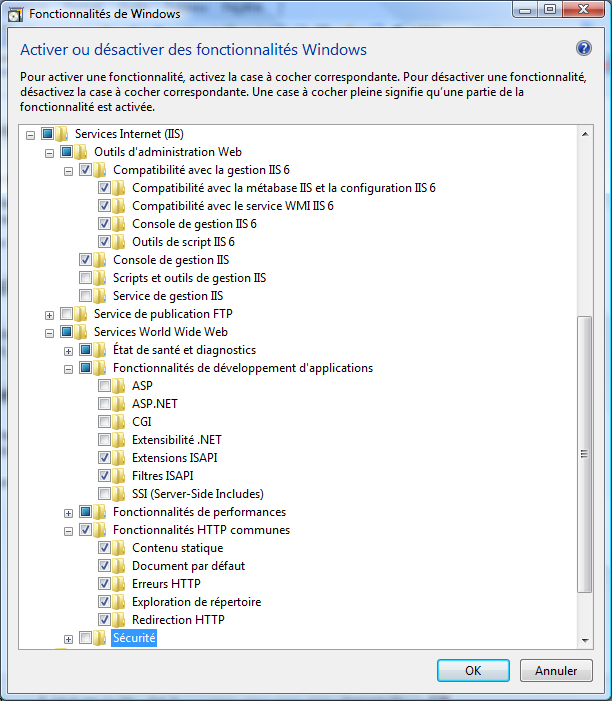 Fonctionnalités de Windows
Activer ou désactiver des fonctionnalités Windows
Pour activer une fonctionnalité, activez la case à cocher correspondante. Pour désactiver une fonctionnalité,
désactivez la case à cocher correspondante. Une case à cocher pleine signifie qu'une partie de la
fonctionnalité est activée.
Services Internet (IIS)
Outils d'administration Web
Compatibilité avec la gestion IIS 6
Compatibilité avec la métabase IIS et la configuration IIS 6
Compatibilité avec le service WMI IIS 6
Console de gestion IIS 6
Outils de script IIS 6
Console de gestion IIS
Scripts et outils de gestion IIS
Service de gestion IIS
Service de publication FTP
Services World Wide Web
État de santé et diagnostics
Fonctionnalités de développement d'applications
ASP
ASP.NET
CGI
Extensibilité .NET
Extensions ISAPI
Filtres ISAPI
SSI (Server-Side Includes)
Fonctionnalités de performances
Fonctionnalités HTTP communes
Contenu statique
Document par défaut
Erreurs HTTP
Exploration de répertoire
Redirection HTTP
Sécurité
OK
Annuler